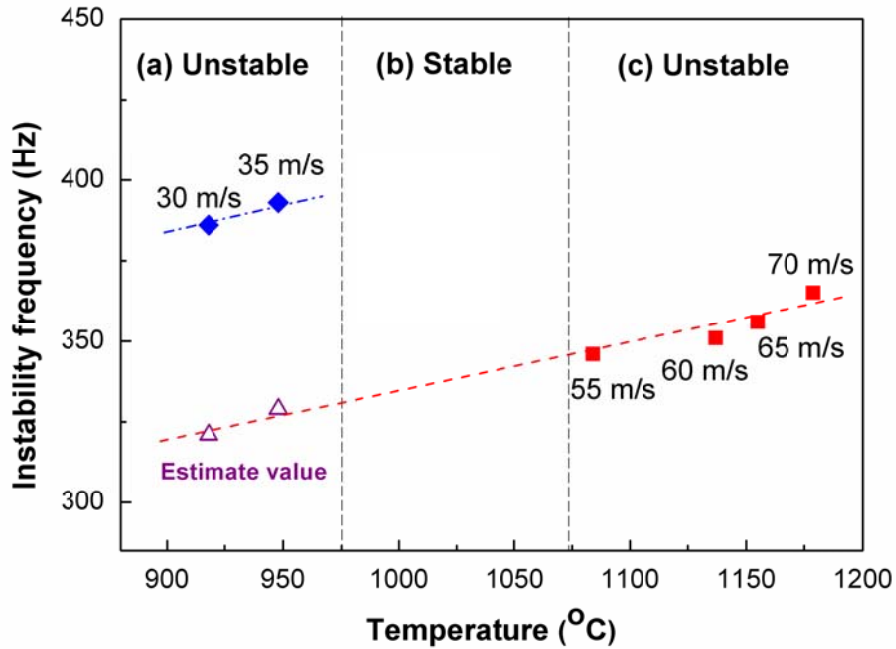 450
400
350
300
Instability frequency (Hz)
(a) Unstable
(b) Stable
(c) Unstable
35 m/s
30 m/s
70 m/s
65 m/s
60 m/s
55 m/s
Estimate value
900 950 1000 1050 1100 1150 1200
Temperature (°C)